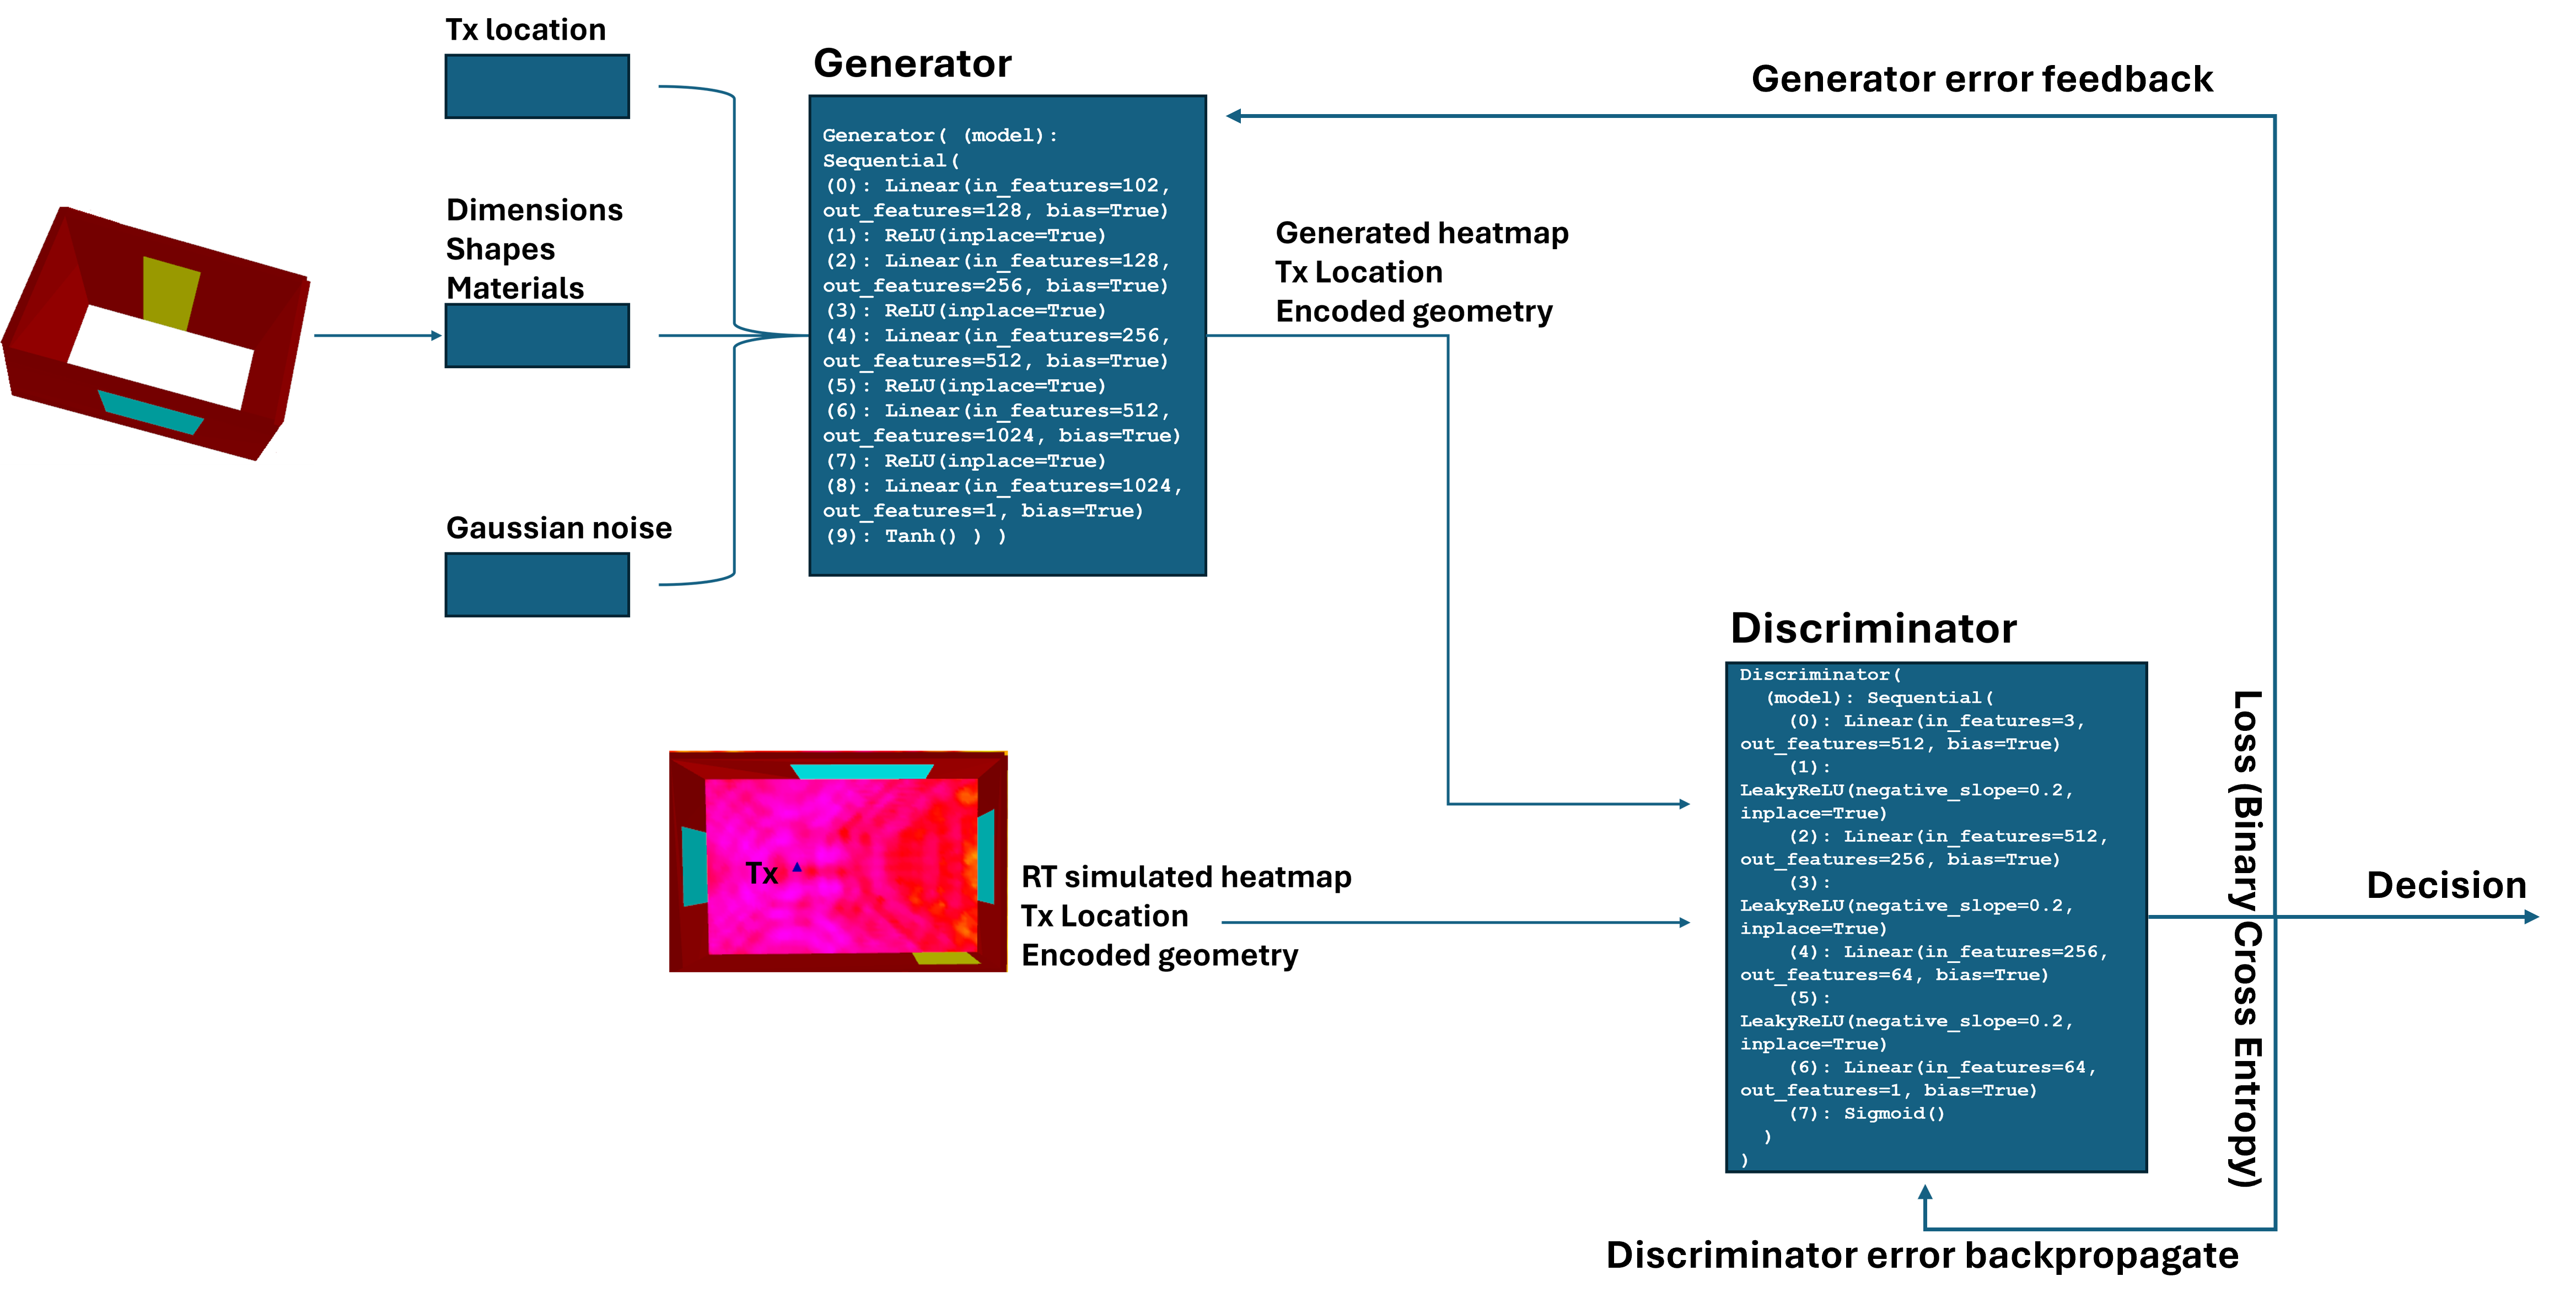 Tx location
Dimensions
Shapes
Materials
Gaussian noise
Generator
Generator( (model):
Sequential(
(0): Linear(in_features=102,
out_features=128, bias=True)
(1): ReLU(inplace=True)
(2): Linear(in_features=128,
out_features=256, bias=True)
(3): ReLU(inplace=True)
(4): Linear(in_features=256,
out_features=512, bias=True)
(5): ReLU(inplace=True)
(6): Linear(in_features=512,
out_features=1024, bias=True)
(7): ReLU(inplace=True)
(8): Linear(in_features=1024,
out_features=1, bias=True)
(9): Tanh() ) )
Generator error feedback
Generated heatmap
Tx Location
Encoded geometry
Tx
RT simulated heatmap
Tx Location
Encoded geometry
Discriminator
Discriminator(
(model): Sequential(
(0): Linear(in_features=3,
out_features=512, bias=True)
(1):
LeakyReLU(negative_slope=0.2,
inplace=True)
(2): Linear(in_features=512,
out_features=256, bias=True)
(3):
LeakyReLU(negative_slope=0.2,
inplace=True)
(4): Linear(in_features=256,
out_features=64, bias=True)
(5):
LeakyReLU(negative_slope=0.2,
inplace=True)
(6): Linear(in_features=64,
out_features=1, bias=True)
(7): Sigmoid()
)
)
Loss (Binary Cross Entropy)
Decision
Discriminator error backpropagate